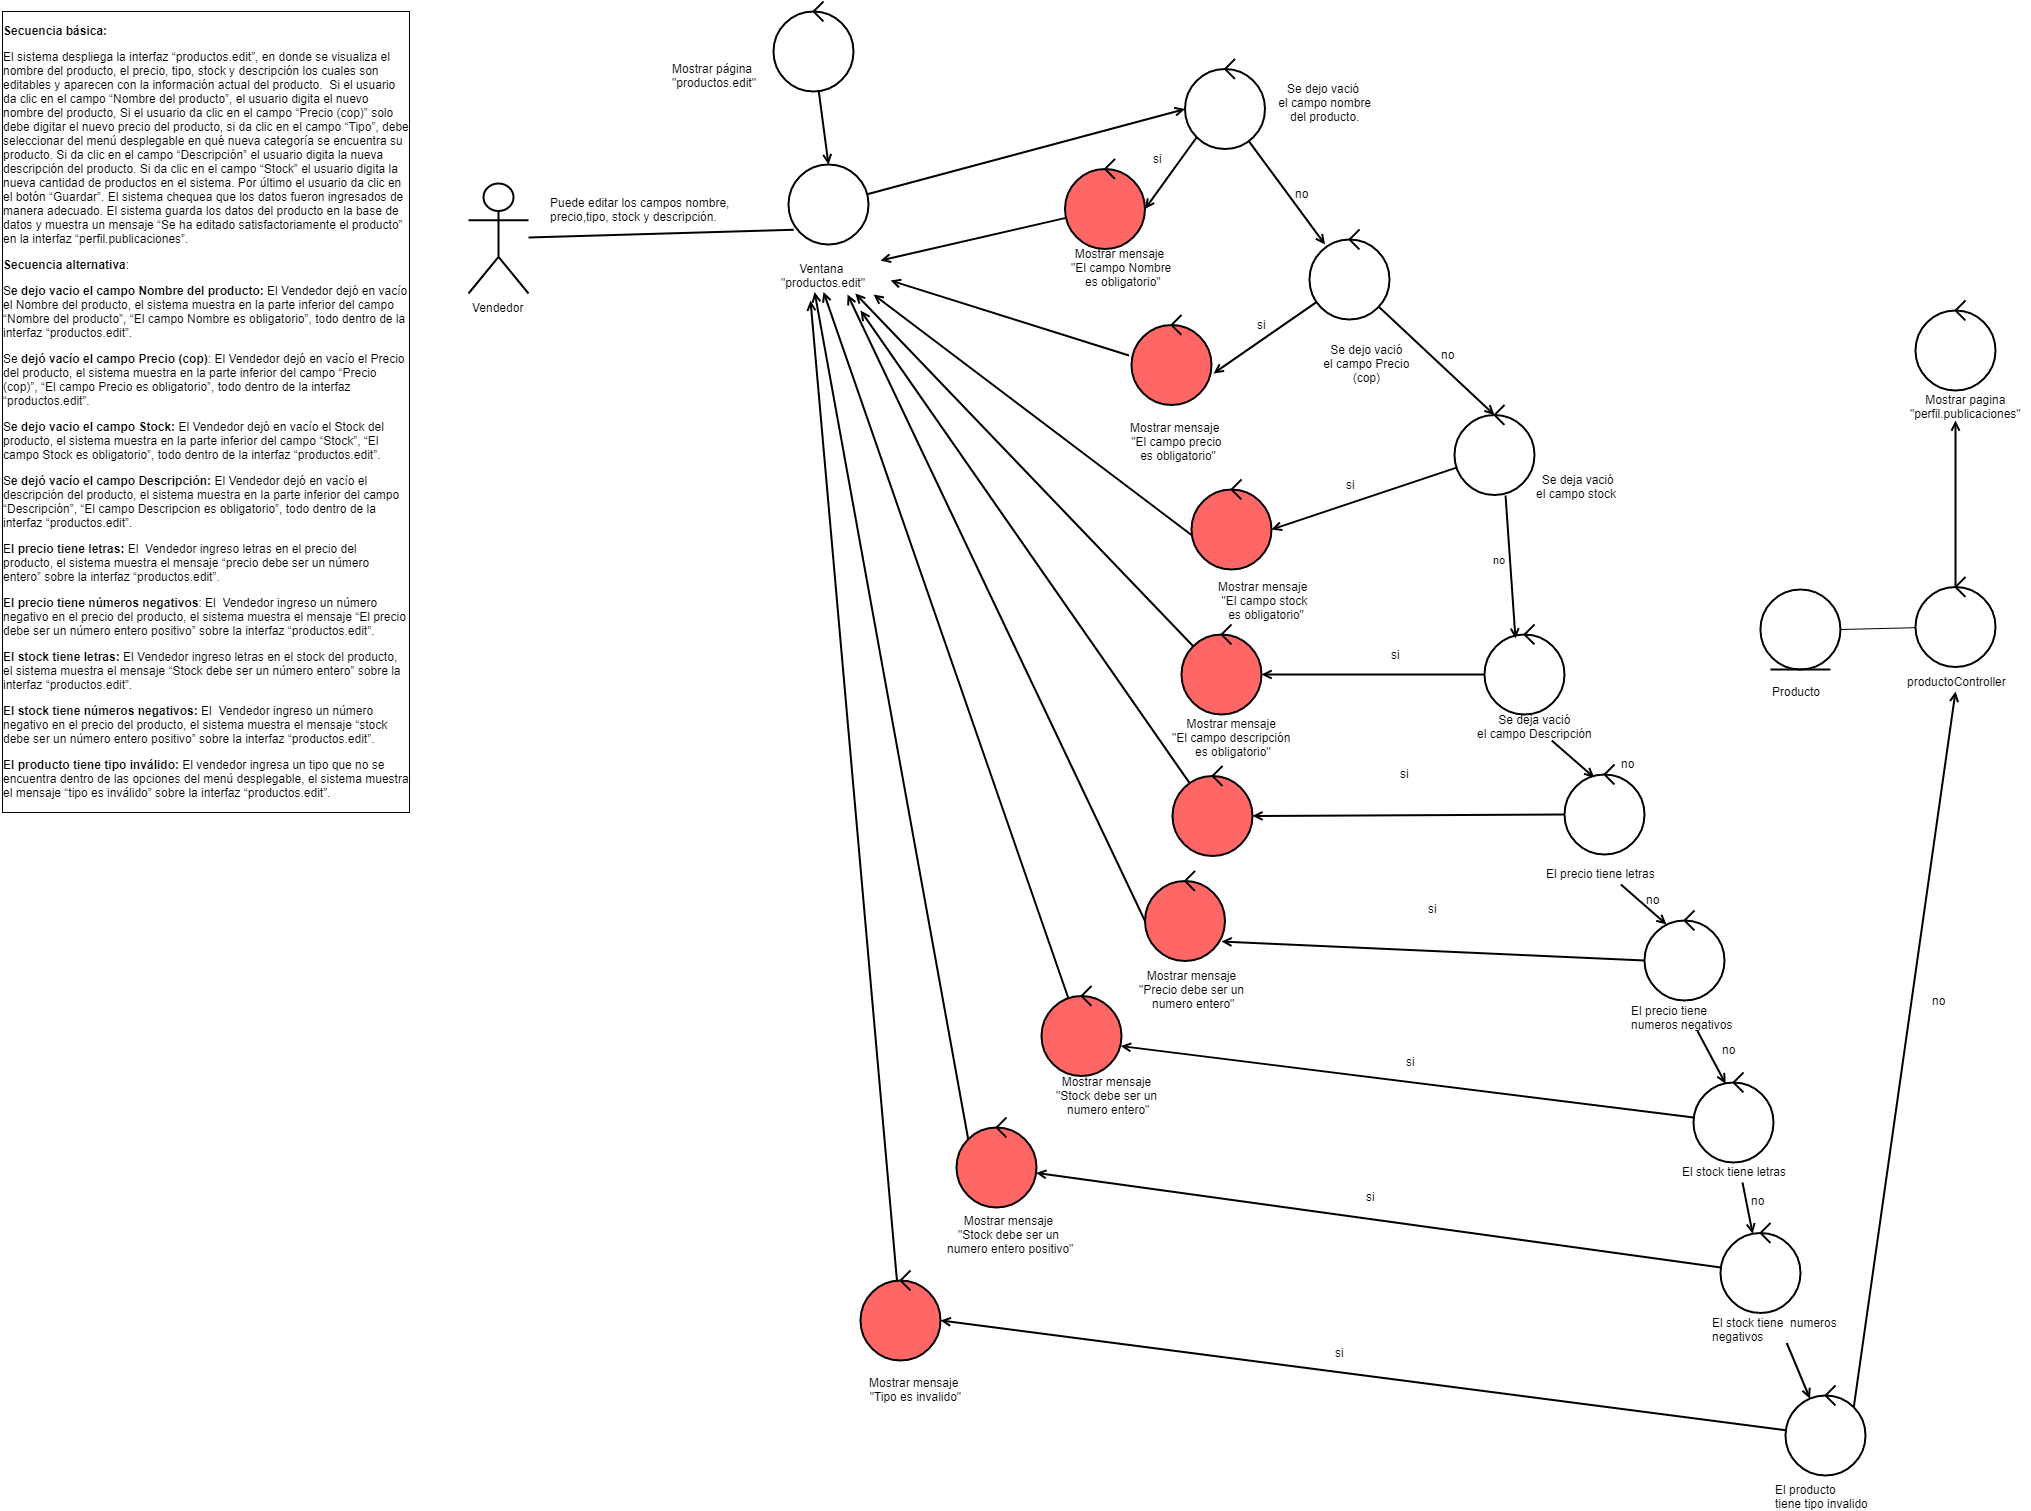 Secuencia básica:
El sistema despliega la interfaz “productos.edit”, en donde se visualiza el
nombre del producto, el precio, tipo, stock y descripción los cuales son
editables y aparecen con la información actual del producto.  Si el usuario
da clic en el campo “Nombre del producto”, el usuario digita el nuevo
nombre del producto, Si el usuario da clic en el campo “Precio (cop)” solo
debe digitar el nuevo precio del producto, si da clic en el campo “Tipo”, debe
seleccionar del menú desplegable en qué nueva categoría se encuentra su
producto. Si da clic en el campo “Descripción” el usuario digita la nueva
descripción del producto. Si da clic en el campo “Stock” el usuario digita la
nueva cantidad de productos en el sistema. Por último el usuario da clic en
el botón “Guardar”. El sistema chequea que los datos fueron ingresados de
manera adecuado. El sistema guarda los datos del producto en la base de
datos y muestra un mensaje “Se ha editado satisfactoriamente el producto”
en la interfaz “perfil.publicaciones”.
Secuencia alternativa:
Se dejo vacio el campo Nombre del producto: El Vendedor dejó en vacío
el Nombre del producto, el sistema muestra en la parte inferior del campo
“Nombre del producto”, “El campo Nombre es obligatorio”, todo dentro de la
interfaz “productos.edit”.
Se dejó vacío el campo Precio (cop): El Vendedor dejó en vacío el Precio
del producto, el sistema muestra en la parte inferior del campo “Precio
(cop)”, “El campo Precio es obligatorio”, todo dentro de la interfaz
“productos.edit”.
Se dejo vacio el campo Stock: El Vendedor dejó en vacío el Stock del
producto, el sistema muestra en la parte inferior del campo “Stock”, “El
campo Stock es obligatorio”, todo dentro de la interfaz “productos.edit”.
Se dejó vacío el campo Descripción: El Vendedor dejó en vacío el
descripción del producto, el sistema muestra en la parte inferior del campo
“Descripción”, “El campo Descripcion es obligatorio”, todo dentro de la
interfaz “productos.edit”.
El precio tiene letras: El  Vendedor ingreso letras en el precio del
producto, el sistema muestra el mensaje “precio debe ser un número
entero” sobre la interfaz “productos.edit”.
El precio tiene números negativos: El  Vendedor ingreso un número
negativo en el precio del producto, el sistema muestra el mensaje “El precio
debe ser un número entero positivo” sobre la interfaz “productos.edit”.
El stock tiene letras: El Vendedor ingreso letras en el stock del producto,
el sistema muestra el mensaje “Stock debe ser un número entero” sobre la
interfaz “productos.edit”.
El stock tiene números negativos: El  Vendedor ingreso un número
negativo en el precio del producto, el sistema muestra el mensaje “stock
debe ser un número entero positivo” sobre la interfaz “productos.edit”.
El producto tiene tipo inválido: El vendedor ingresa un tipo que no se
encuentra dentro de las opciones del menú desplegable, el sistema muestra
el mensaje “tipo es inválido” sobre la interfaz “productos.edit”.
Vendedor
Puede editar los campos nombre,
precio,tipo, stock y descripción.
Mostrar página
"productos.edit"
Ventana
"productos.edit"
Se dejo vació
el campo nombre
del producto.
si
no
Mostrar mensaje
"El campo Nombre
es obligatorio"
Se dejo vació
el campo Precio
(cop)
si
no
Mostrar mensaje
"El campo precio
es obligatorio"
Se deja vació
el campo stock
si
no
Mostrar mensaje
"El campo stock
es obligatorio"
Se deja vació
el campo Descripción
si
no
Mostrar mensaje
"El campo descripción
es obligatorio"
El precio tiene letras
si
no
Mostrar mensaje
"Precio debe ser un
numero entero"
El precio tiene
numeros negativos
si
no
Mostrar mensaje
"Stock debe ser un
numero entero"
El stock tiene letras
si
no
Mostrar mensaje
"Stock debe ser un
numero entero positivo"
El stock tiene  numeros
negativos
si
Mostrar mensaje
"Tipo es invalido"
El producto
tiene tipo invalido
si
no
Producto
productoController
Mostrar pagina
"perfil.publicaciones"